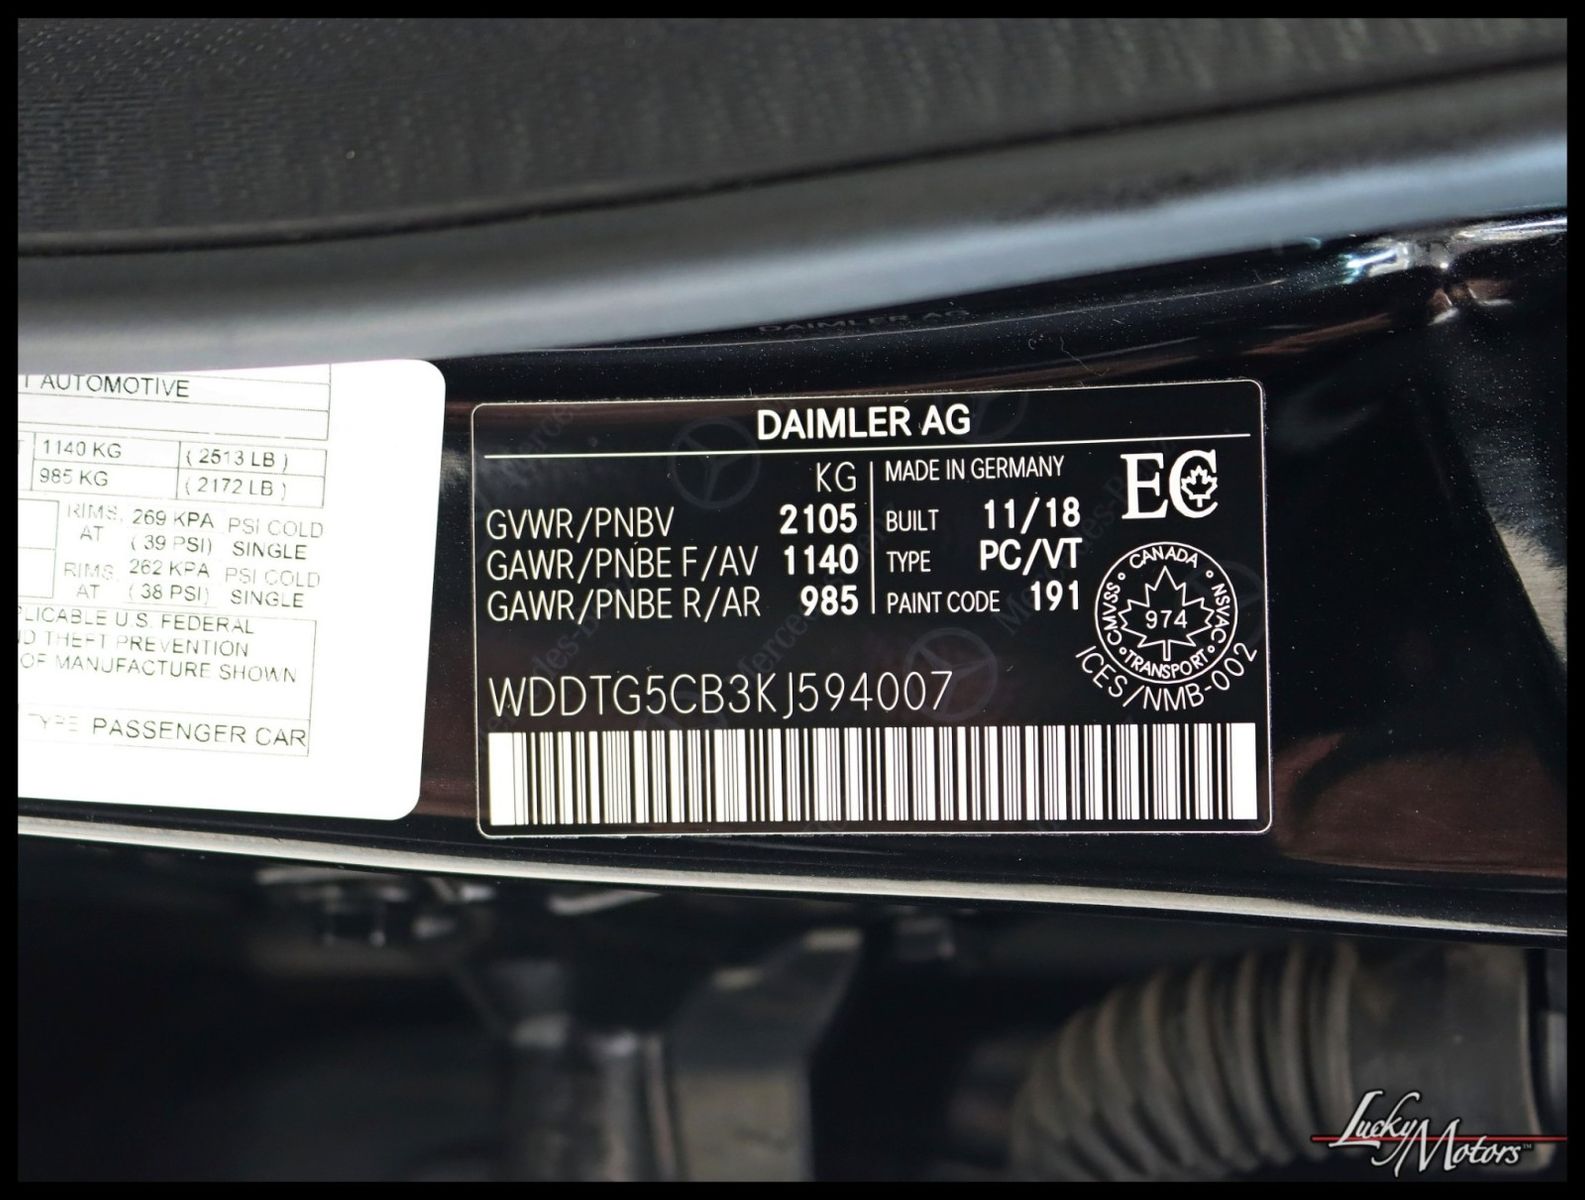 AUTOMOTIVE
1140 KG (2513 LB)
985 KG (2172 LB)
RIMS, 269 KPA PSI COLD
AT (39 PSI) SINGLE
RIMS, 262 KPA PSI COLD
AT (38 PSI) SINGLE
U.S. FEDERAL
THEFT PREVENTION
OF MANUFACTURE SHOWN
TYPE PASSENGER CAR
DAIMLER AG
DAIMLER AG
KG
GVWR/PNBV 2105
GAWR/PNBE F/AV 1140
GAWR/PNBE R/AR 985
MADE IN GERMANY
BUILT 11/18
TYPE PC/VT
PAINT CODE 191
EC
CANADA
CMVSS NSVAC
974
TRANSPORT
ICES/NMB-002
WDDTG5CB3KJ594007
Lucky Motors™